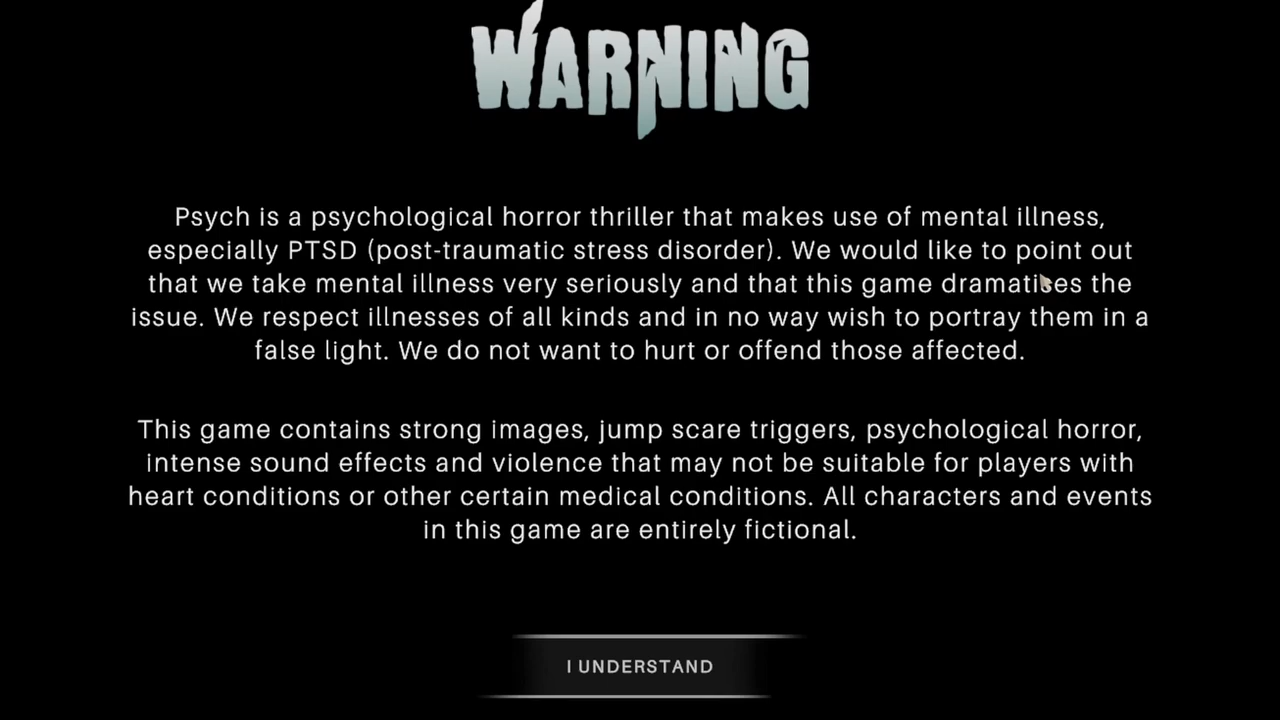 WARNING
Psych is a psychological horror thriller that makes use of mental illness,
especially PTSD (post-traumatic stress disorder). We would like to point out
that we take mental illness very seriously and that this game dramatises the
issue. We respect illnesses of all kinds and in no way wish to portray them in a
false light. We do not want to hurt or offend those affected.
This game contains strong images, jump scare triggers, psychological horror,
intense sound effects and violence that may not be suitable for players with
heart conditions or other certain medical conditions. All characters and events
in this game are entirely fictional.
I UNDERSTAND